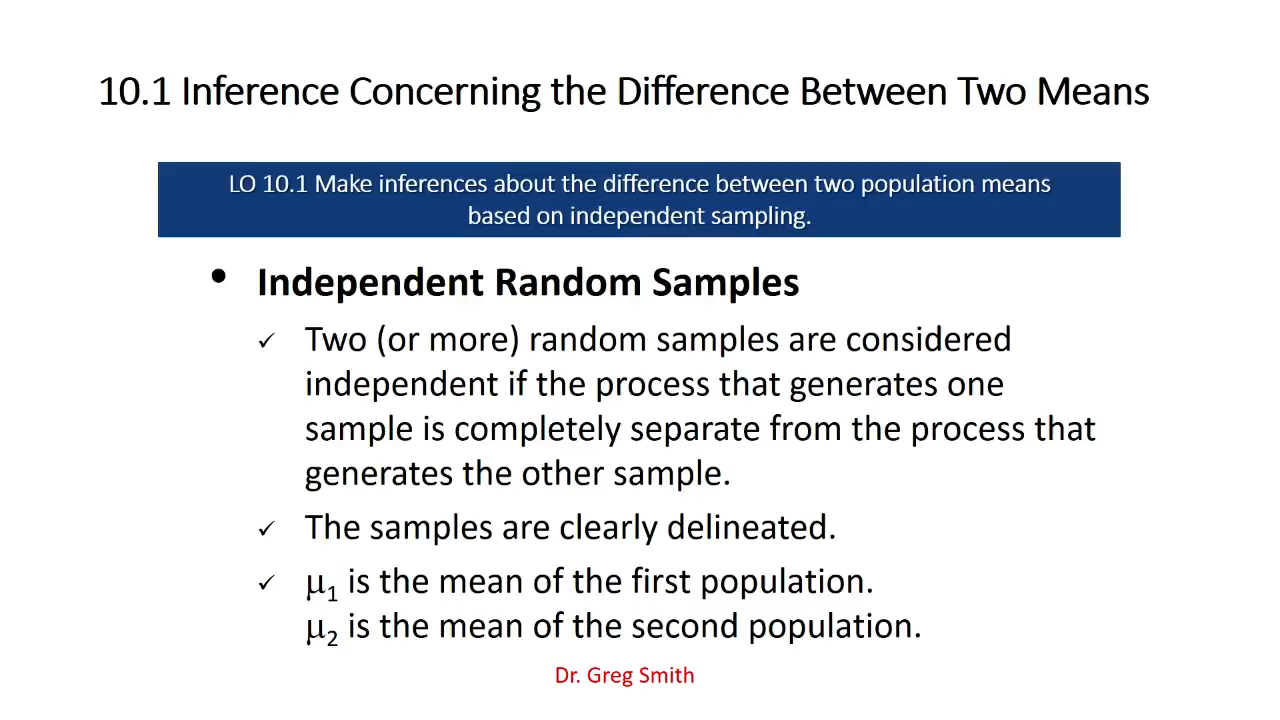 10.1 Inference Concerning the Difference Between Two Means
LO 10.1 Make inferences about the difference between two population means
based on independent sampling.
• Independent Random Samples
✓ Two (or more) random samples are considered
independent if the process that generates one
sample is completely separate from the process that
generates the other sample.
✓ The samples are clearly delineated.
✓ μ₁ is the mean of the first population.
μ₂ is the mean of the second population.
Dr. Greg Smith